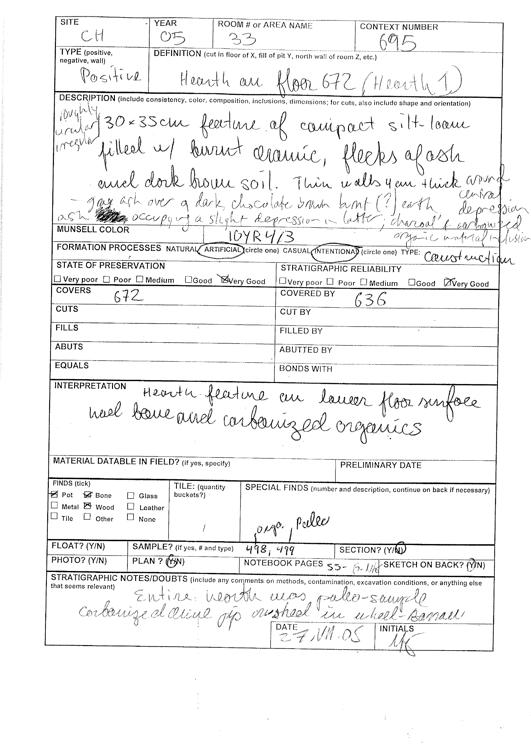 SITE CH YEAR 05 ROOM # or AREA NAME 33 CONTEXT NUMBER 695
TYPE (positive, negative, wall) Positive
DEFINITION (cut in floor of X, fill of pit Y, north wall of room Z, etc.)
Hearth on floor 672 (Hearth 1)
DESCRIPTION (include consistency, color, composition, inclusions, dimensions; for cuts, also include shape and orientation)
roughly circular irregular
30×35cm feature of compact silt-loam
filled w/ burnt ceramic, flecks of ash
and dark brown soil. Thin walls 4cm thick around central depression
- gray ash over a dark chocolate brown burnt (?) earth
ash occupying a slight depression in latter, charcoal & carbonized
organic material inclusion
MUNSELL COLOR 10YR 4/3
FORMATION PROCESSES NATURAL ARTIFICIAL (circle one) CASUAL INTENTIONAL (circle one) TYPE: Construction
STATE OF PRESERVATION STRATIGRAPHIC RELIABILITY
☐Very poor ☐ Poor ☐ Medium ☐Good ☑Very Good ☐Very poor ☐ Poor ☐ Medium ☐Good ☑Very Good
COVERS 672 COVERED BY 636
CUTS CUT BY
FILLS FILLED BY
ABUTS ABUTTED BY
EQUALS BONDS WITH
INTERPRETATION Hearth feature on lower floor surface
had bone and carbonized organics
MATERIAL DATABLE IN FIELD? (if yes, specify) PRELIMINARY DATE
FINDS (tick)
☑ Pot ☑ Bone ☐ Glass
☐ Metal ☑ Wood ☐ Leather
☐ Tile ☐ Other ☐ None
TILE: (quantity buckets?) /
SPECIAL FINDS (number and description, continue on back if necessary)
orga., Paleo
FLOAT? (Y/N) SAMPLE? (if yes, # and type) 498, 499 SECTION? (Y/N)
PHOTO? (Y/N) PLAN ? (Y/N) NOTEBOOK PAGES 55- SKETCH ON BACK? (Y/N)
STRATIGRAPHIC NOTES/DOUBTS (include any comments on methods, contamination, excavation conditions, or anything else that seems relevant)
Entire hearth was paleo-sample
Carbonized olive pip crushed in wheel-barrow
DATE 27.VII.05 INITIALS